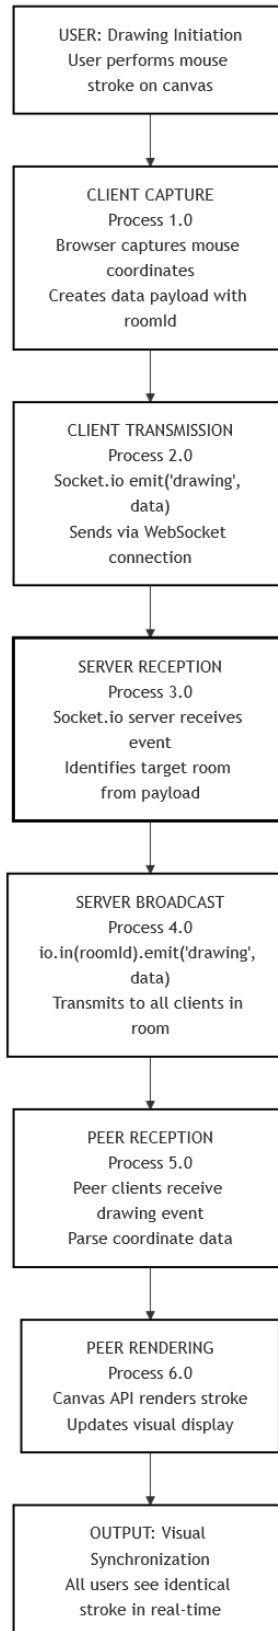 USER: Drawing Initiation
User performs mouse
stroke on canvas
CLIENT CAPTURE
Process 1.0
Browser captures mouse
coordinates
Creates data payload with
roomId
CLIENT TRANSMISSION
Process 2.0
Socket.io emit('drawing',
data)
Sends via WebSocket
connection
SERVER RECEPTION
Process 3.0
Socket.io server receives
event
Identifies target room
from payload
SERVER BROADCAST
Process 4.0
io.in(roomId).emit('drawing',
data)
Transmits to all clients in
room
PEER RECEPTION
Process 5.0
Peer clients receive
drawing event
Parse coordinate data
PEER RENDERING
Process 6.0
Canvas API renders stroke
Updates visual display
OUTPUT: Visual
Synchronization
All users see identical
stroke in real-time